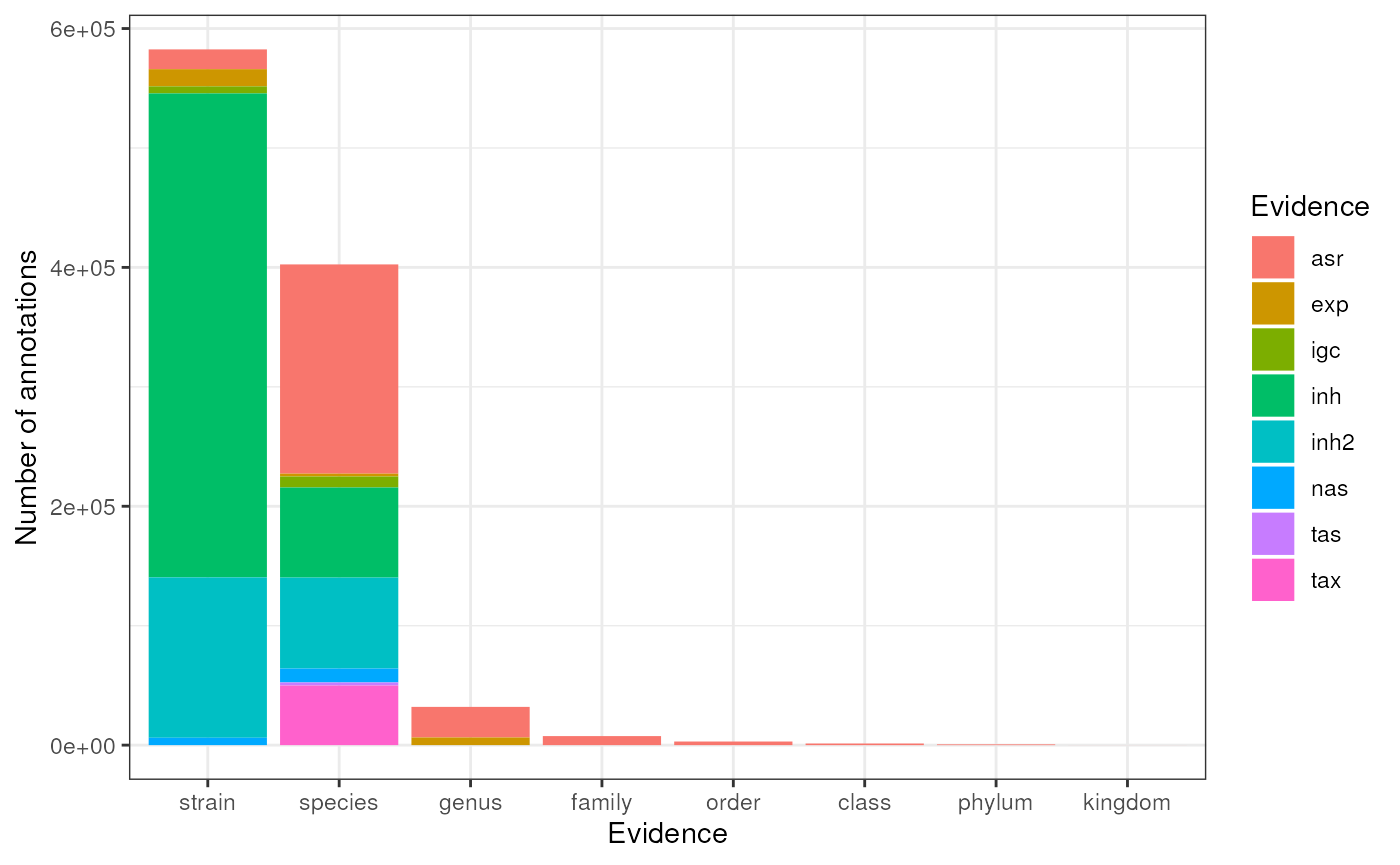 Number of annotations
6e+05
4e+05
2e+05
0e+00
strain species genus family order class phylum kingdom
Evidence
Evidence
asr
exp
igc
inh
inh2
nas
tas
tax